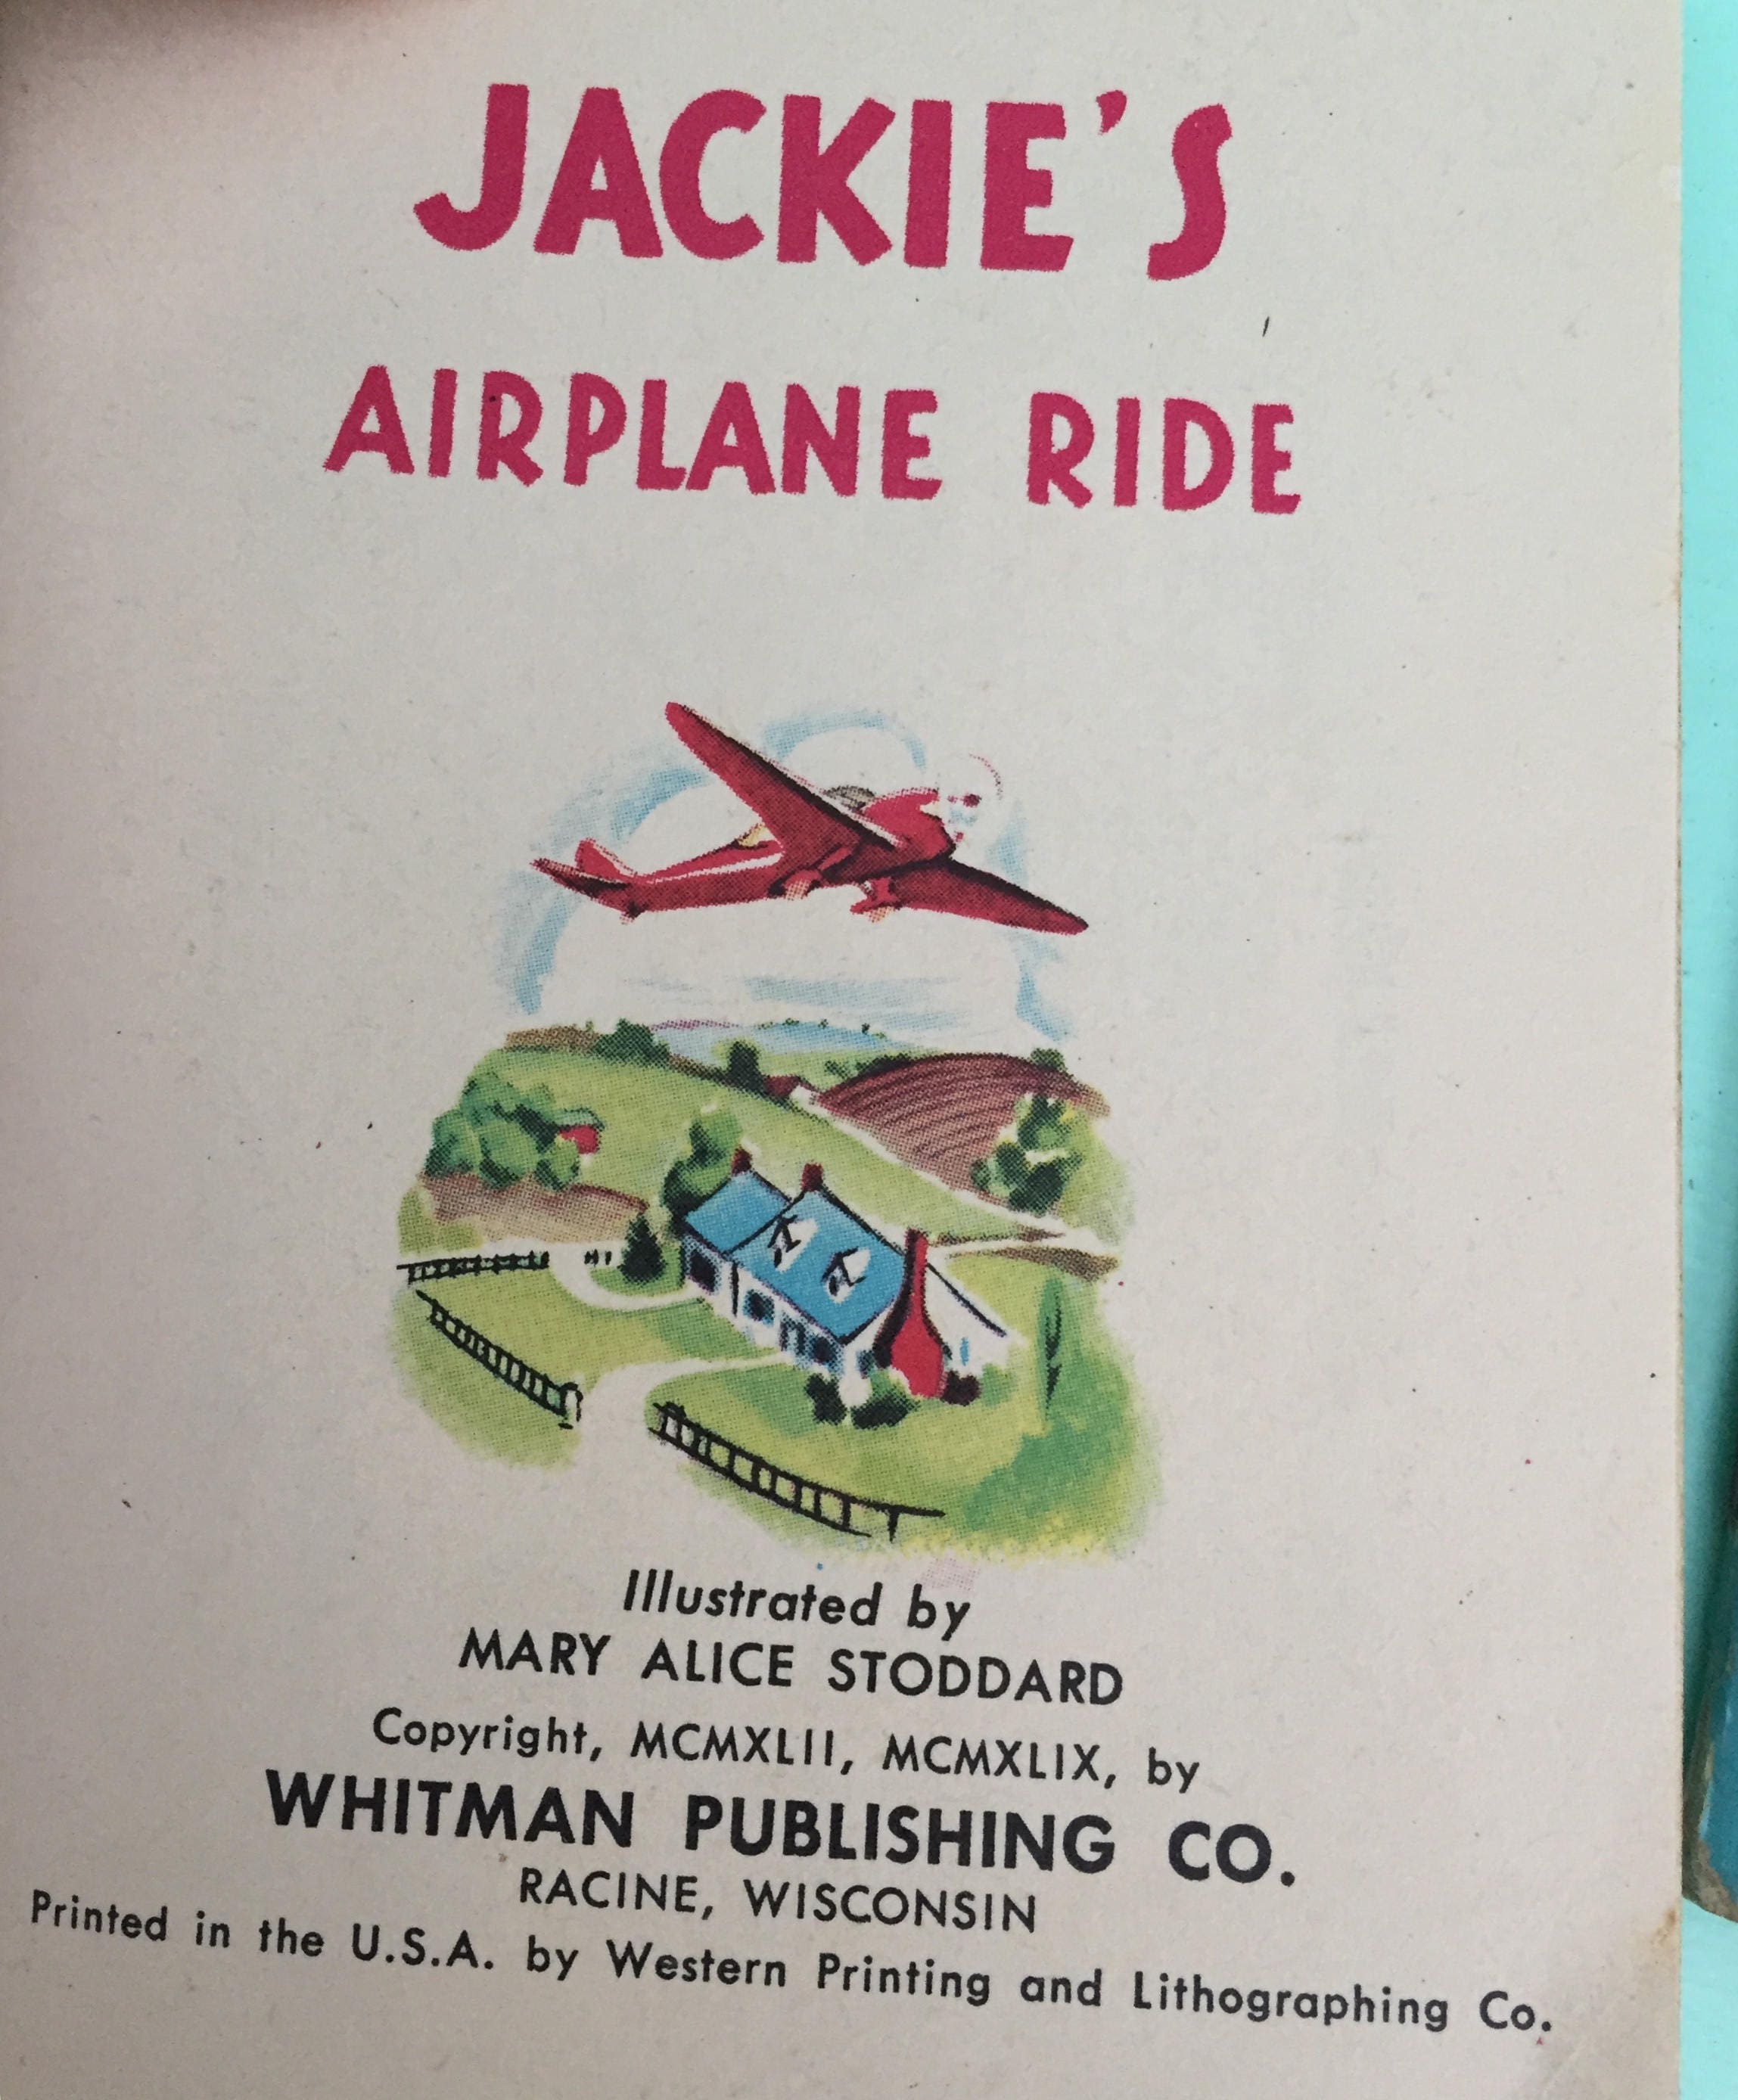 JACKIE'S
AIRPLANE RIDE
Illustrated by
MARY ALICE STODDARD
Copyright, MCMXLII, MCMXLIX, by
WHITMAN PUBLISHING CO.
RACINE, WISCONSIN
Printed in the U.S.A. by Western Printing and Lithographing Co.